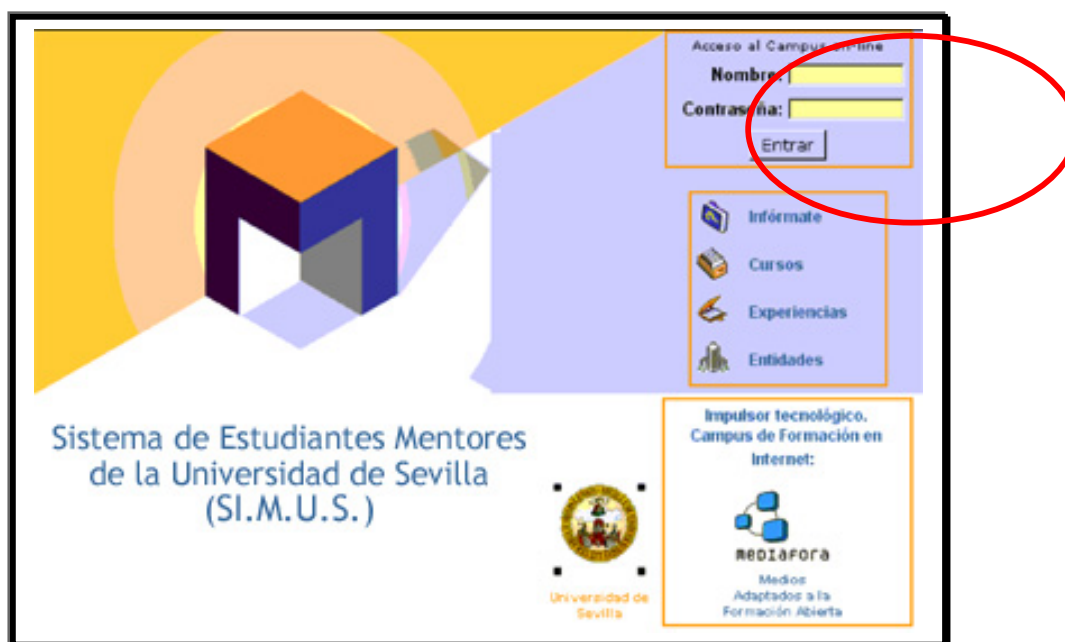 Acceso al Campus on-line
Nombre:
Contraseña:
Entrar
Infórmate
Cursos
Experiencias
Entidades
Sistema de Estudiantes Mentores
de la Universidad de Sevilla
(SI.M.U.S.)
Universidad de
Sevilla
Impulsor tecnológico.
Campus de Formación en
Internet:
MEDIAFORA
Medios
Adaptados a la
Formación Abierta